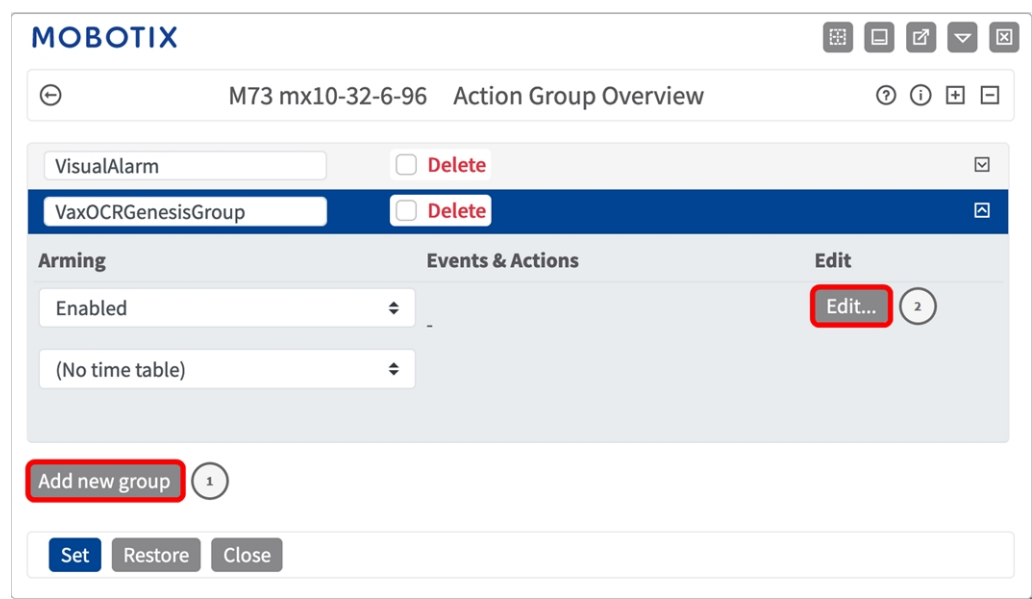 MOBOTIX
M73 mx10-32-6-96 Action Group Overview
VisualAlarm Delete
VaxOCRGenesisGroup Delete
Arming Events & Actions Edit
Enabled - Edit... 2
(No time table)
Add new group 1
Set Restore Close